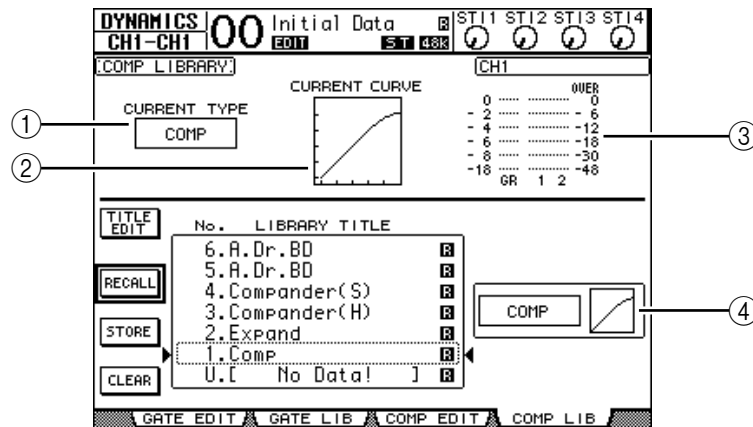 DYNAMICS
CH1-CH1
00
Initial Data R
EDIT ST 48K
STI1 STI2 STI3 STI4
COMP LIBRARY
CH1
CURRENT TYPE
COMP
CURRENT CURVE
OVER
0 0
- 2 - 6
- 4 -12
- 6 -18
- 8 -30
-18 -48
GR 1 2
1
2
3
TITLE EDIT
RECALL
STORE
CLEAR
No. LIBRARY TITLE
6.A.Dr.BD R
5.A.Dr.BD R
4.Compander(S) R
3.Compander(H) R
2.Expand R
1.Comp R
U.[ No Data! ] R
COMP
4
GATE EDIT GATE LIB COMP EDIT COMP LIB